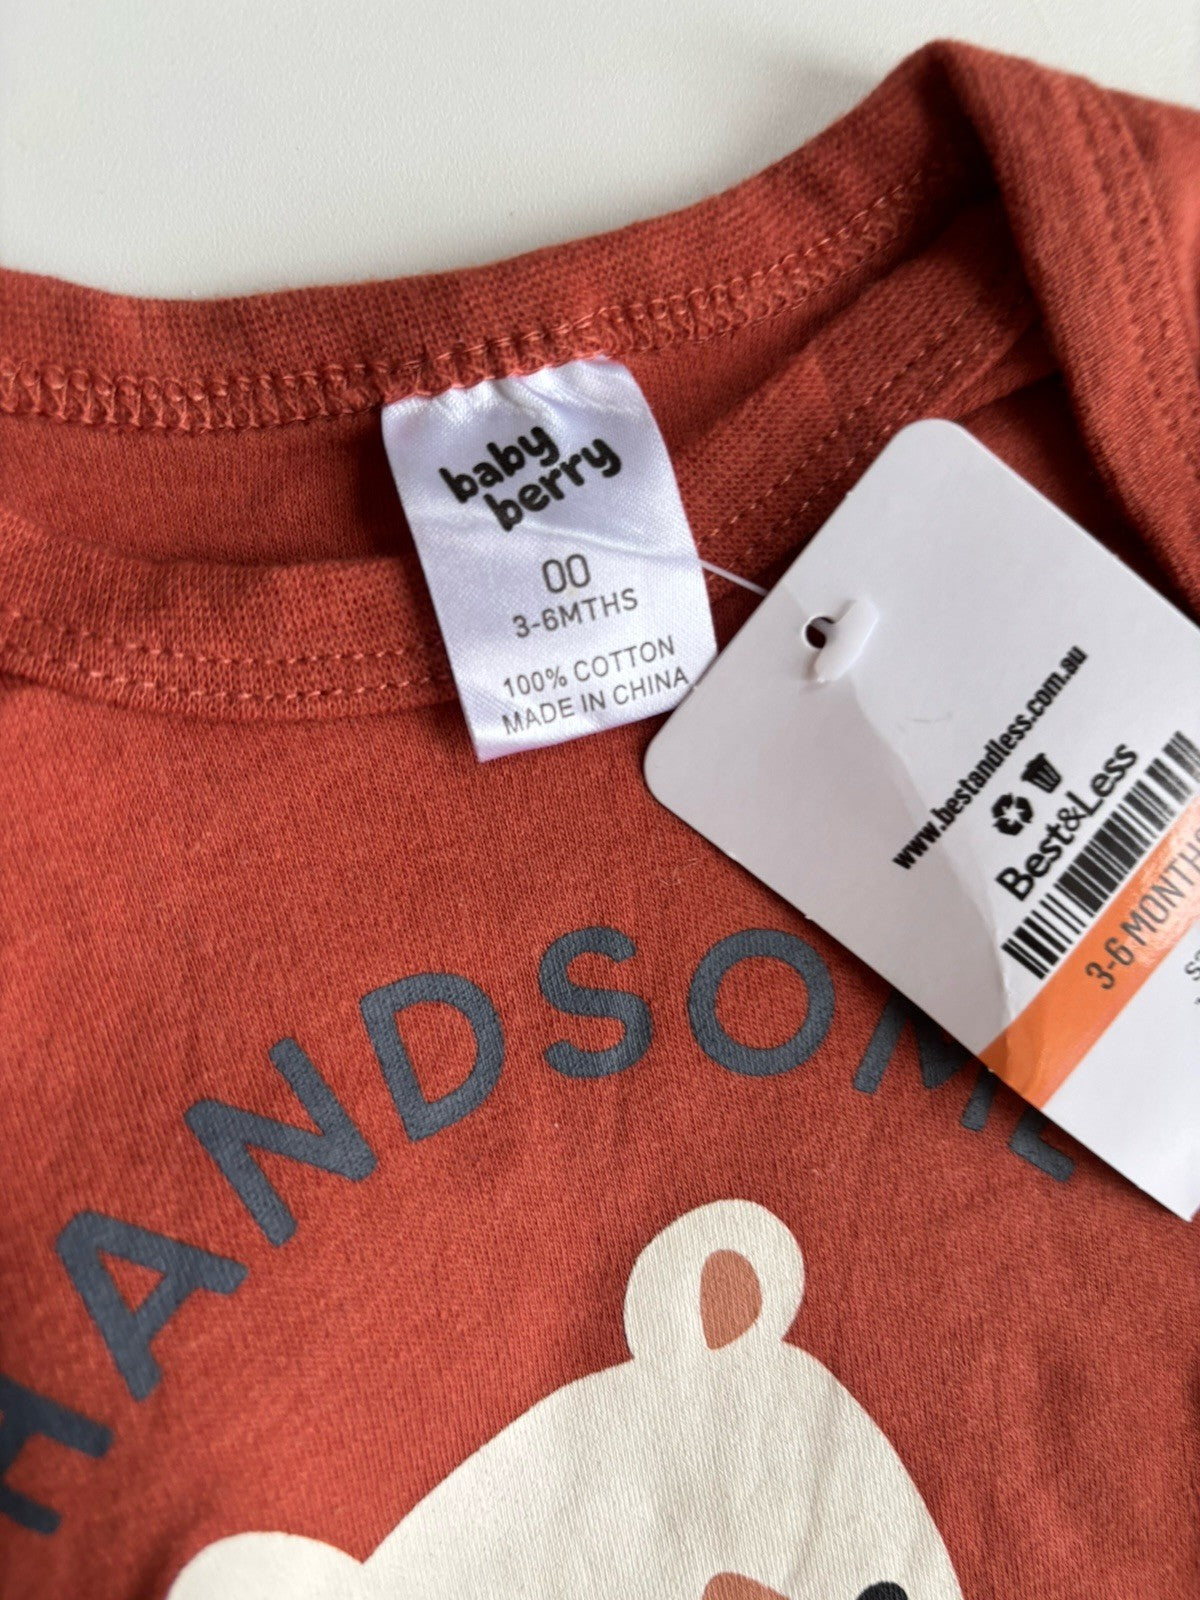 baby
berry
00
3-6MTHS
100% COTTON
MADE IN CHINA
www.bestandless.com.au
Best&Less
3-6 MONTHS
HANDSOME